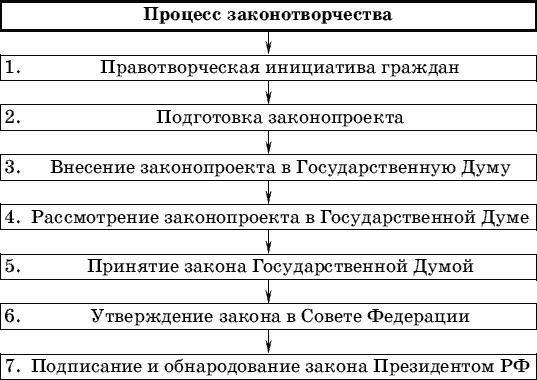 Процесс законотворчества
1. Правотворческая инициатива граждан
2. Подготовка законопроекта
3. Внесение законопроекта в Государственную Думу
4. Рассмотрение законопроекта в Государственной Думе
5. Принятие закона Государственной Думой
6. Утверждение закона в Совете Федерации
7. Подписание и обнародование закона Президентом РФ